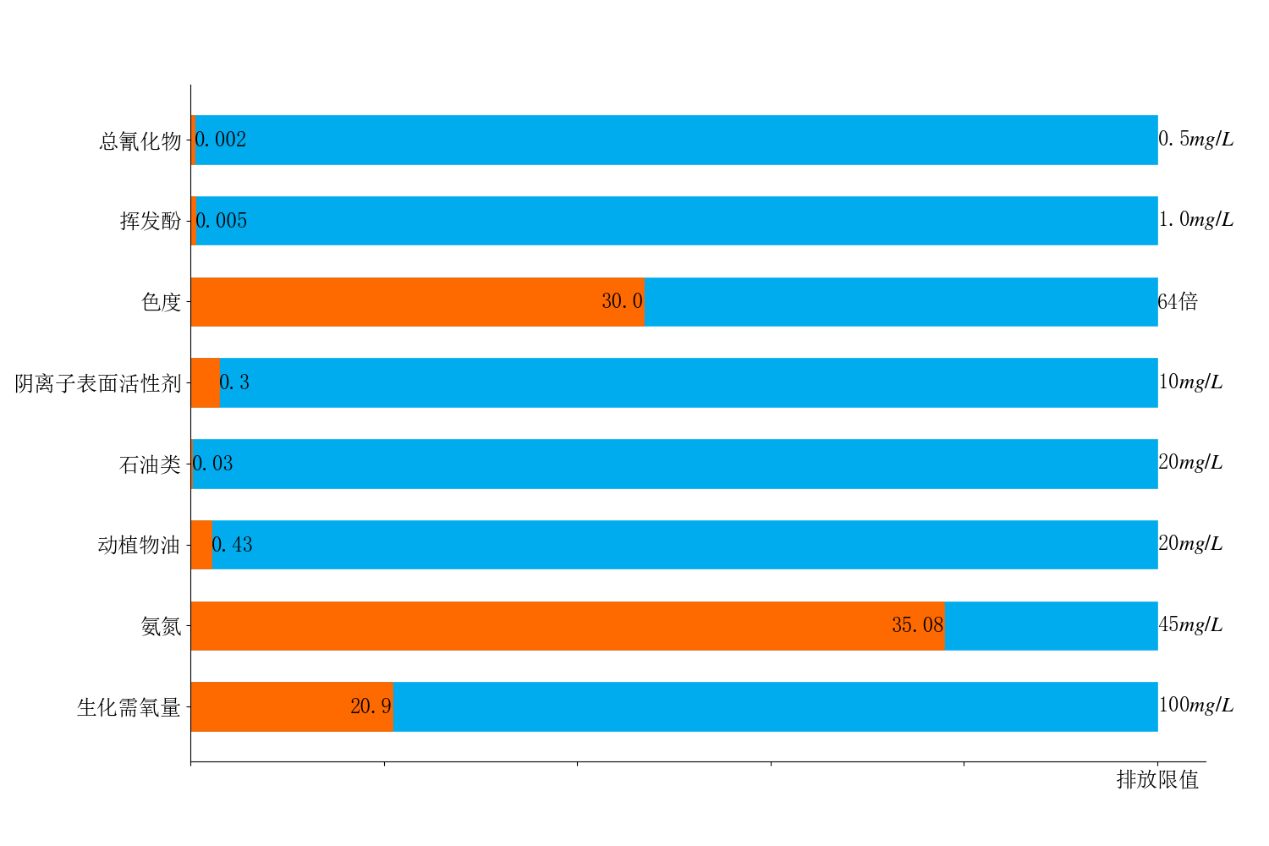 总氰化物 0.002 0.5mg/L
挥发酚 0.005 1.0mg/L
色度 30.0 64倍
阴离子表面活性剂 0.3 10mg/L
石油类 0.03 20mg/L
动植物油 0.43 20mg/L
氨氮 35.08 45mg/L
生化需氧量 20.9 100mg/L
排放限值